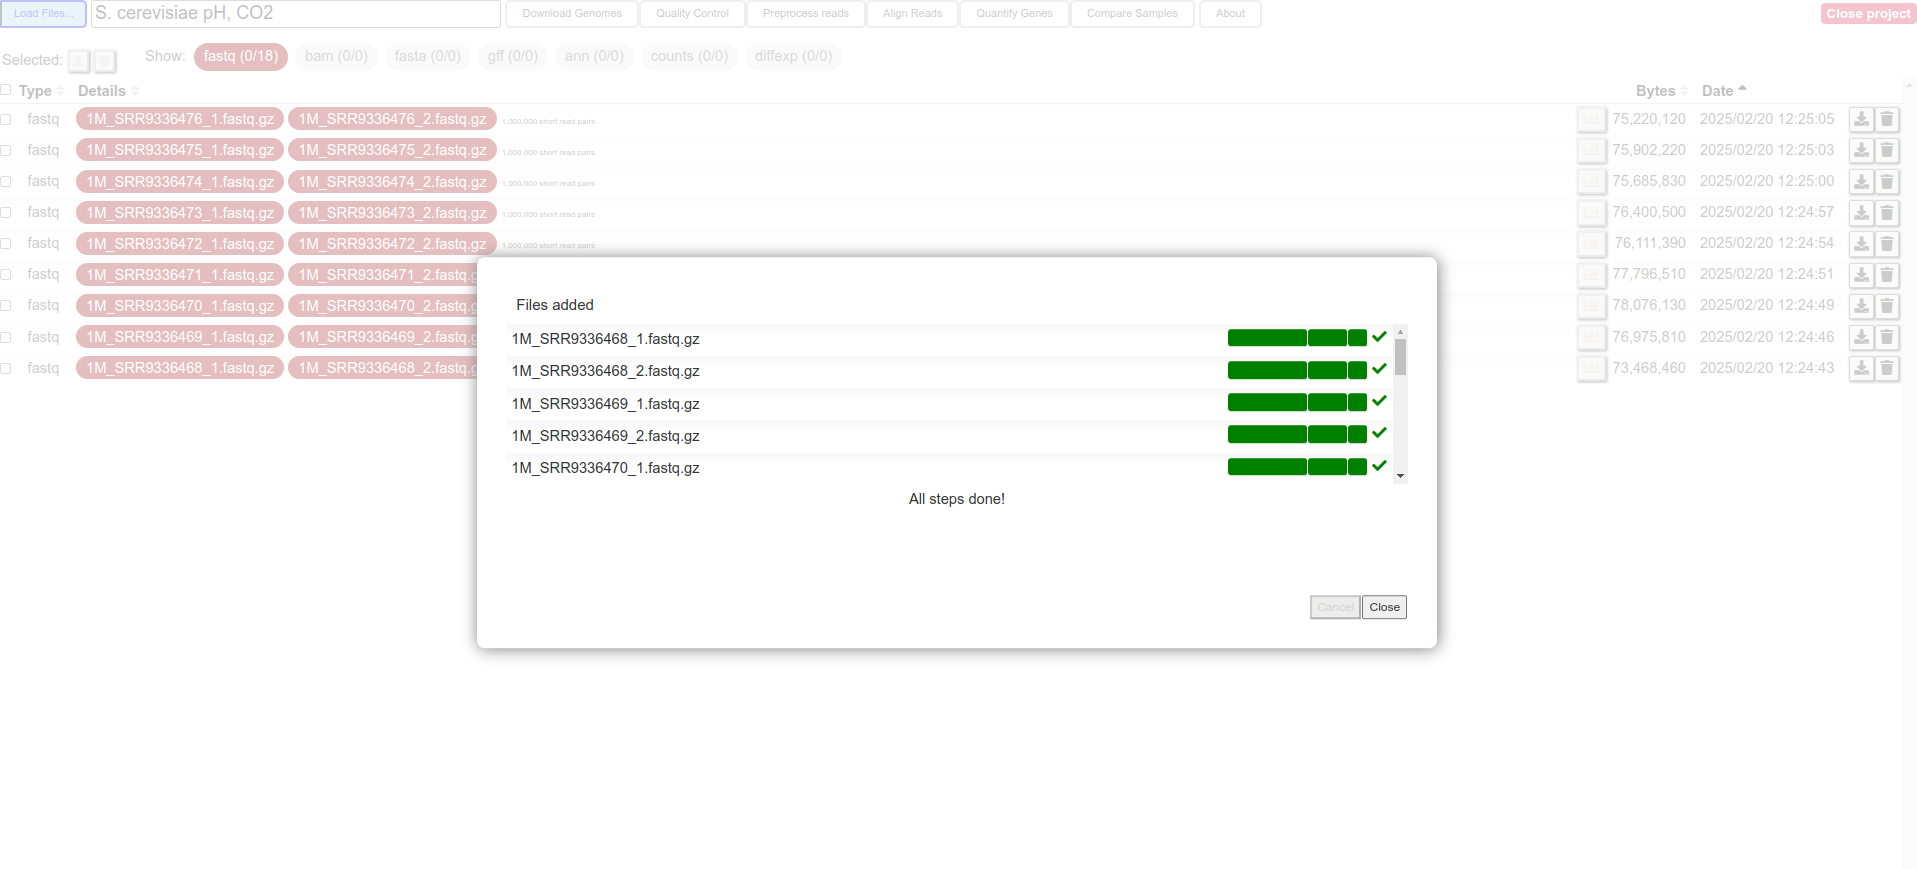 Load Files... S. cerevisiae pH, CO2 Download Genomes Quality Control Preprocess reads Align Reads Quantify Genes Compare Samples About Close project
Selected: Show: fastq (0/18) bam (0/0) fasta (0/0) gff (0/0) ann (0/0) counts (0/0) diffexp (0/0)
Type Details Bytes Date
fastq 1M_SRR9336476_1.fastq.gz 1M_SRR9336476_2.fastq.gz 1,000,000 short read pairs 75,220,120 2025/02/20 12:25:05
fastq 1M_SRR9336475_1.fastq.gz 1M_SRR9336475_2.fastq.gz 1,000,000 short read pairs 75,902,220 2025/02/20 12:25:03
fastq 1M_SRR9336474_1.fastq.gz 1M_SRR9336474_2.fastq.gz 1,000,000 short read pairs 75,685,830 2025/02/20 12:25:00
fastq 1M_SRR9336473_1.fastq.gz 1M_SRR9336473_2.fastq.gz 1,000,000 short read pairs 76,400,500 2025/02/20 12:24:57
fastq 1M_SRR9336472_1.fastq.gz 1M_SRR9336472_2.fastq.gz 1,000,000 short read pairs 76,111,390 2025/02/20 12:24:54
fastq 1M_SRR9336471_1.fastq.gz 1M_SRR9336471_2.fastq.g 77,796,510 2025/02/20 12:24:51
fastq 1M_SRR9336470_1.fastq.gz 1M_SRR9336470_2.fastq.g 78,076,130 2025/02/20 12:24:49
fastq 1M_SRR9336469_1.fastq.gz 1M_SRR9336469_2.fastq.g 76,975,810 2025/02/20 12:24:46
fastq 1M_SRR9336468_1.fastq.gz 1M_SRR9336468_2.fastq.g 73,468,460 2025/02/20 12:24:43
Files added
1M_SRR9336468_1.fastq.gz
1M_SRR9336468_2.fastq.gz
1M_SRR9336469_1.fastq.gz
1M_SRR9336469_2.fastq.gz
1M_SRR9336470_1.fastq.gz
All steps done!
Cancel Close